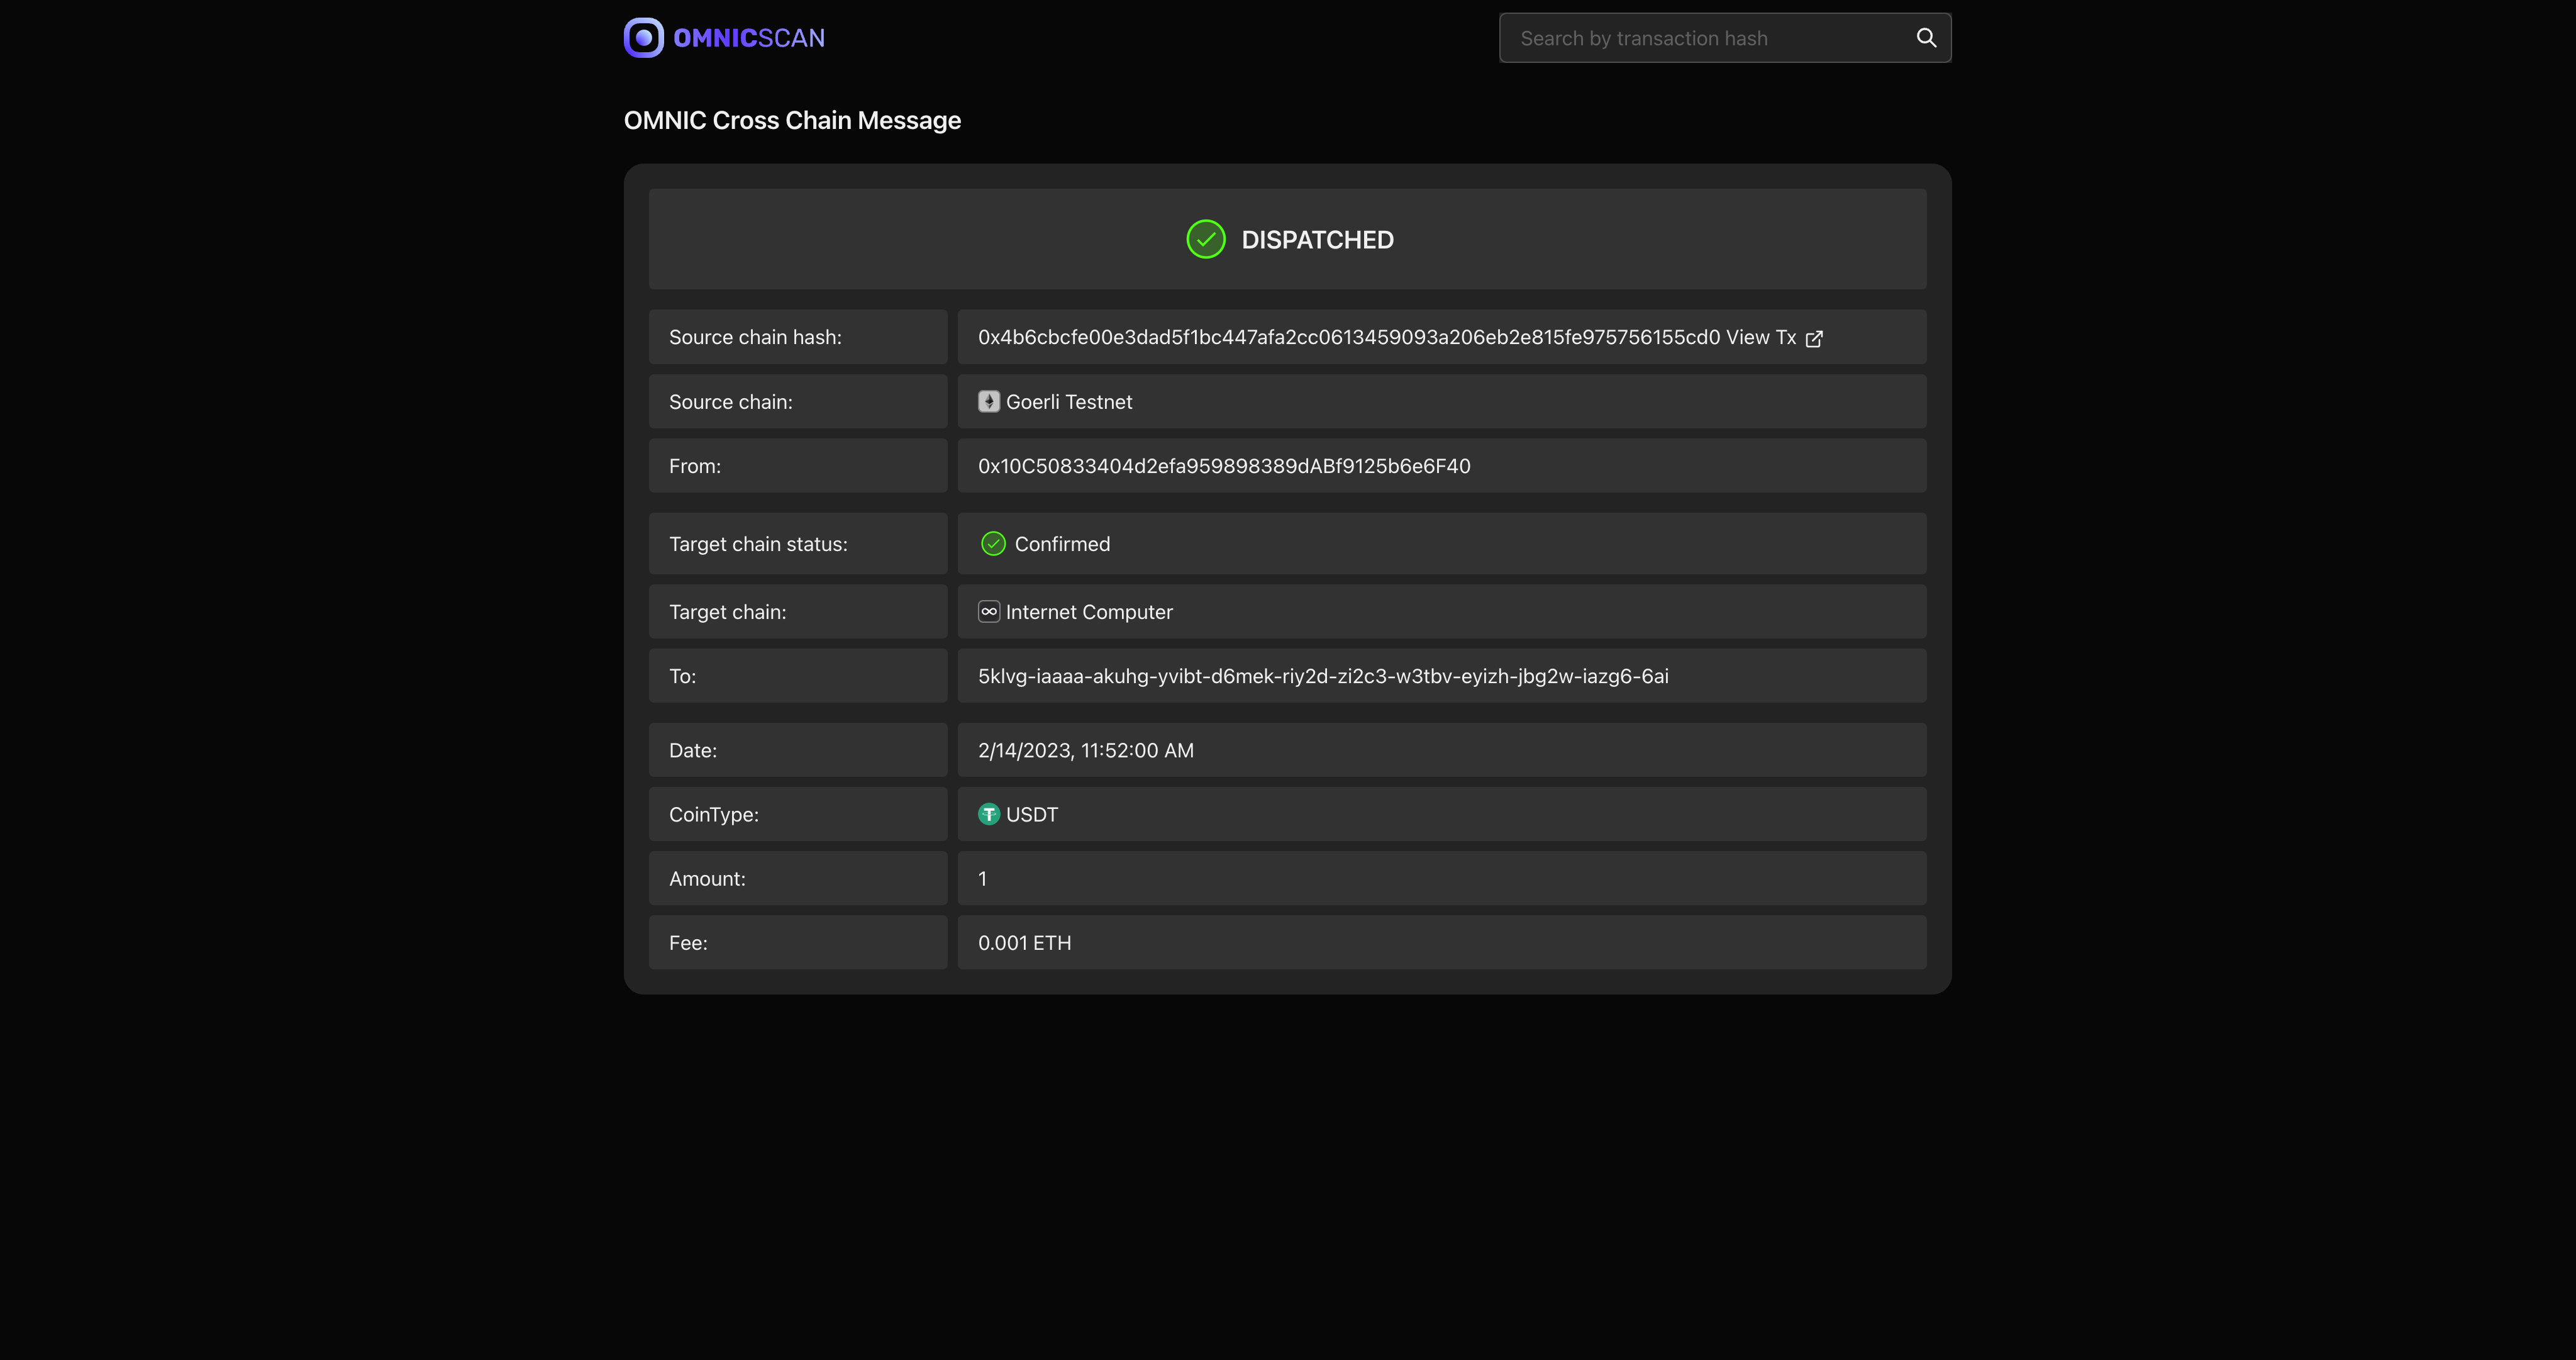 OMNICSCAN
Search by transaction hash
OMNIC Cross Chain Message
DISPATCHED
Source chain hash: 0x4b6cbcfe00e3dad5f1bc447afa2cc0613459093a206eb2e815fe975756155cd0 View Tx
Source chain: Goerli Testnet
From: 0x10C50833404d2efa959898389dABf9125b6e6F40
Target chain status: Confirmed
Target chain: Internet Computer
To: 5klvg-iaaaa-akuhg-yvibt-d6mek-riy2d-zi2c3-w3tbv-eyizh-jbg2w-iazg6-6ai
Date: 2/14/2023, 11:52:00 AM
CoinType: USDT
Amount: 1
Fee: 0.001 ETH